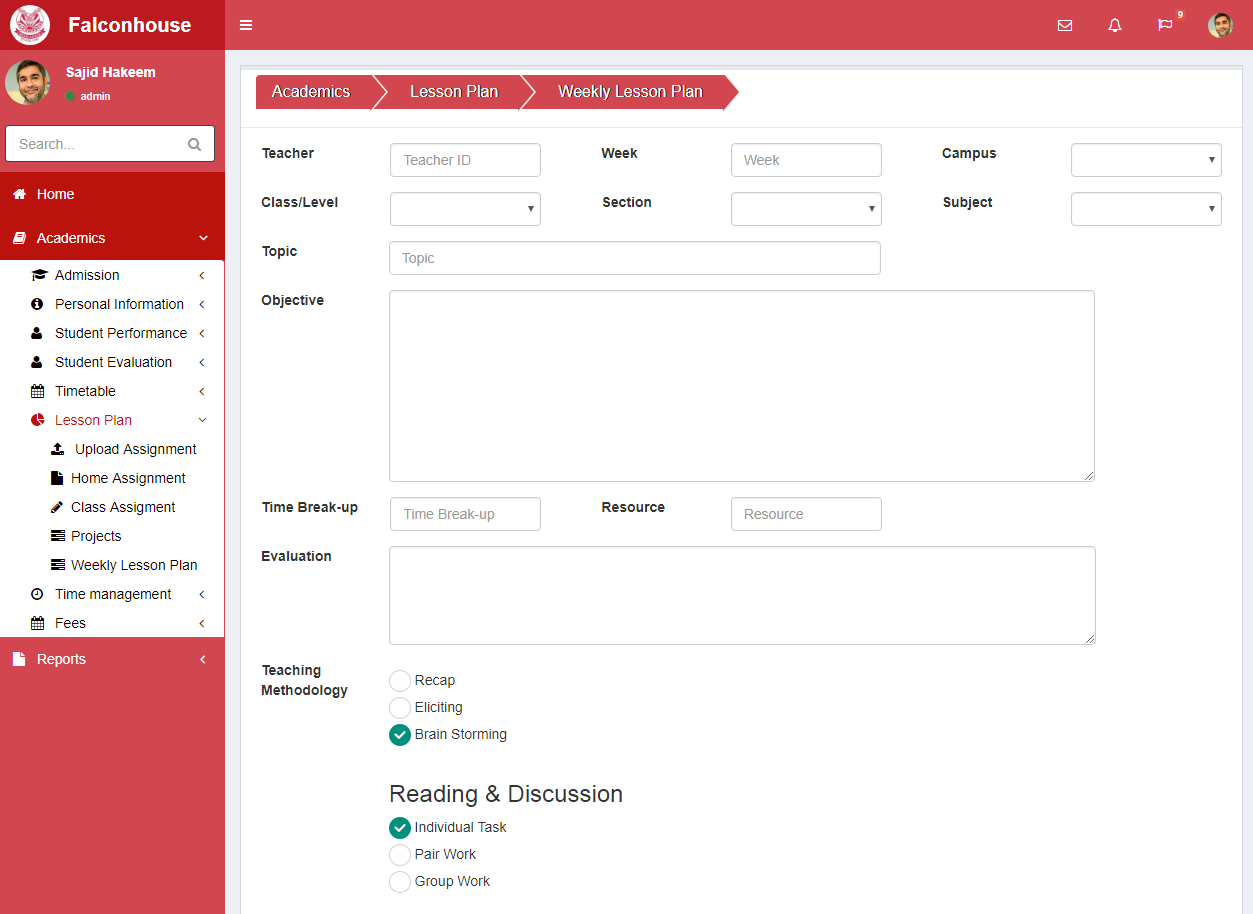 Falconhouse
9
Sajid Hakeem
admin
Search...
Home
Academics
Admission
Personal Information
Student Performance
Student Evaluation
Timetable
Lesson Plan
Upload Assignment
Home Assignment
Class Assigment
Projects
Weekly Lesson Plan
Time management
Fees
Reports
Academics Lesson Plan Weekly Lesson Plan
Teacher Teacher ID Week Week Campus
Class/Level Section Subject
Topic Topic
Objective
Time Break-up Time Break-up Resource Resource
Evaluation
Teaching
Methodology
Recap
Eliciting
Brain Storming
Reading & Discussion
Individual Task
Pair Work
Group Work